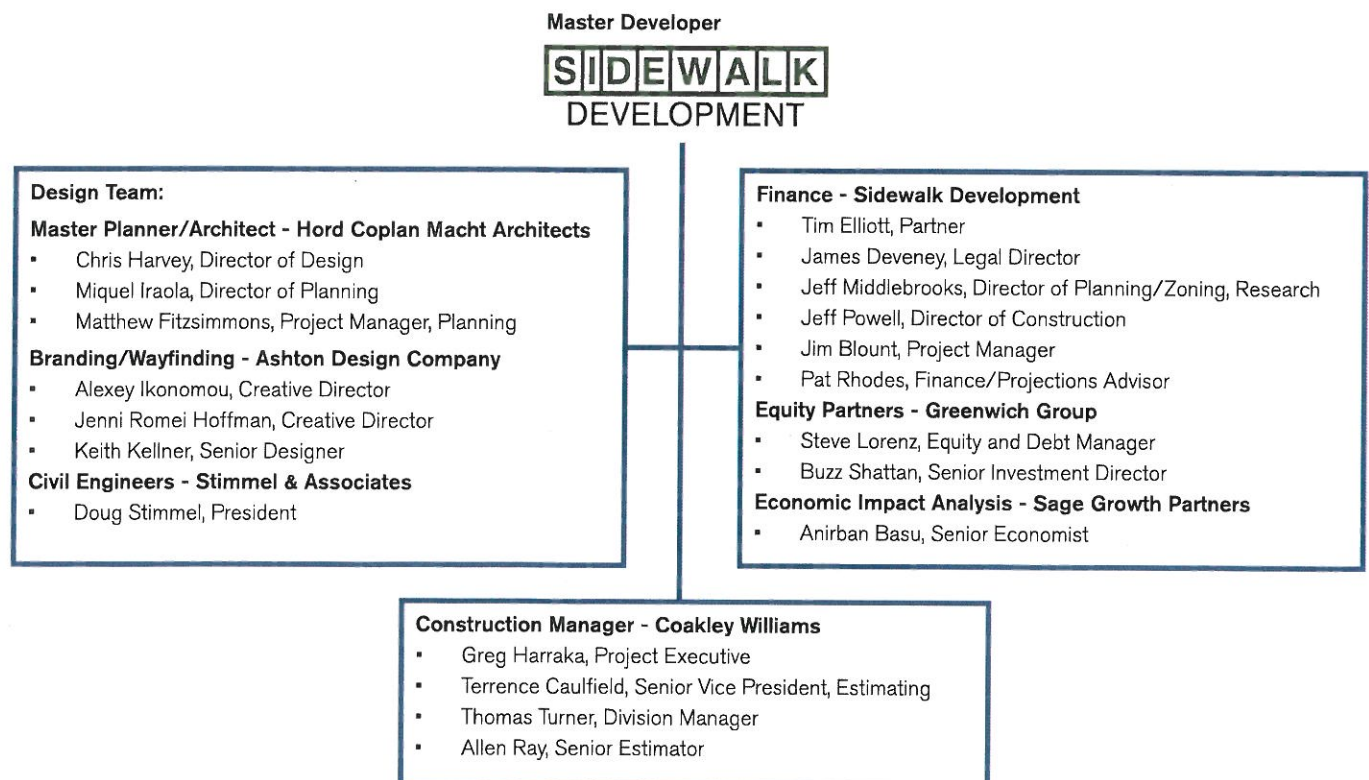 Master Developer
SIDEWALK
DEVELOPMENT
Design Team:
Master Planner/Architect - Hord Coplan Macht Architects
▪ Chris Harvey, Director of Design
▪ Miquel Iraola, Director of Planning
▪ Matthew Fitzsimmons, Project Manager, Planning
Branding/Wayfinding - Ashton Design Company
▪ Alexey Ikonomou, Creative Director
▪ Jenni Romei Hoffman, Creative Director
▪ Keith Kellner, Senior Designer
Civil Engineers - Stimmel & Associates
▪ Doug Stimmel, President
Finance - Sidewalk Development
▪ Tim Elliott, Partner
▪ James Deveney, Legal Director
▪ Jeff Middlebrooks, Director of Planning/Zoning, Research
▪ Jeff Powell, Director of Construction
▪ Jim Blount, Project Manager
▪ Pat Rhodes, Finance/Projections Advisor
Equity Partners - Greenwich Group
▪ Steve Lorenz, Equity and Debt Manager
▪ Buzz Shattan, Senior Investment Director
Economic Impact Analysis - Sage Growth Partners
▪ Anirban Basu, Senior Economist
Construction Manager - Coakley Williams
▪ Greg Harraka, Project Executive
▪ Terrence Caulfield, Senior Vice President, Estimating
▪ Thomas Turner, Division Manager
▪ Allen Ray, Senior Estimator